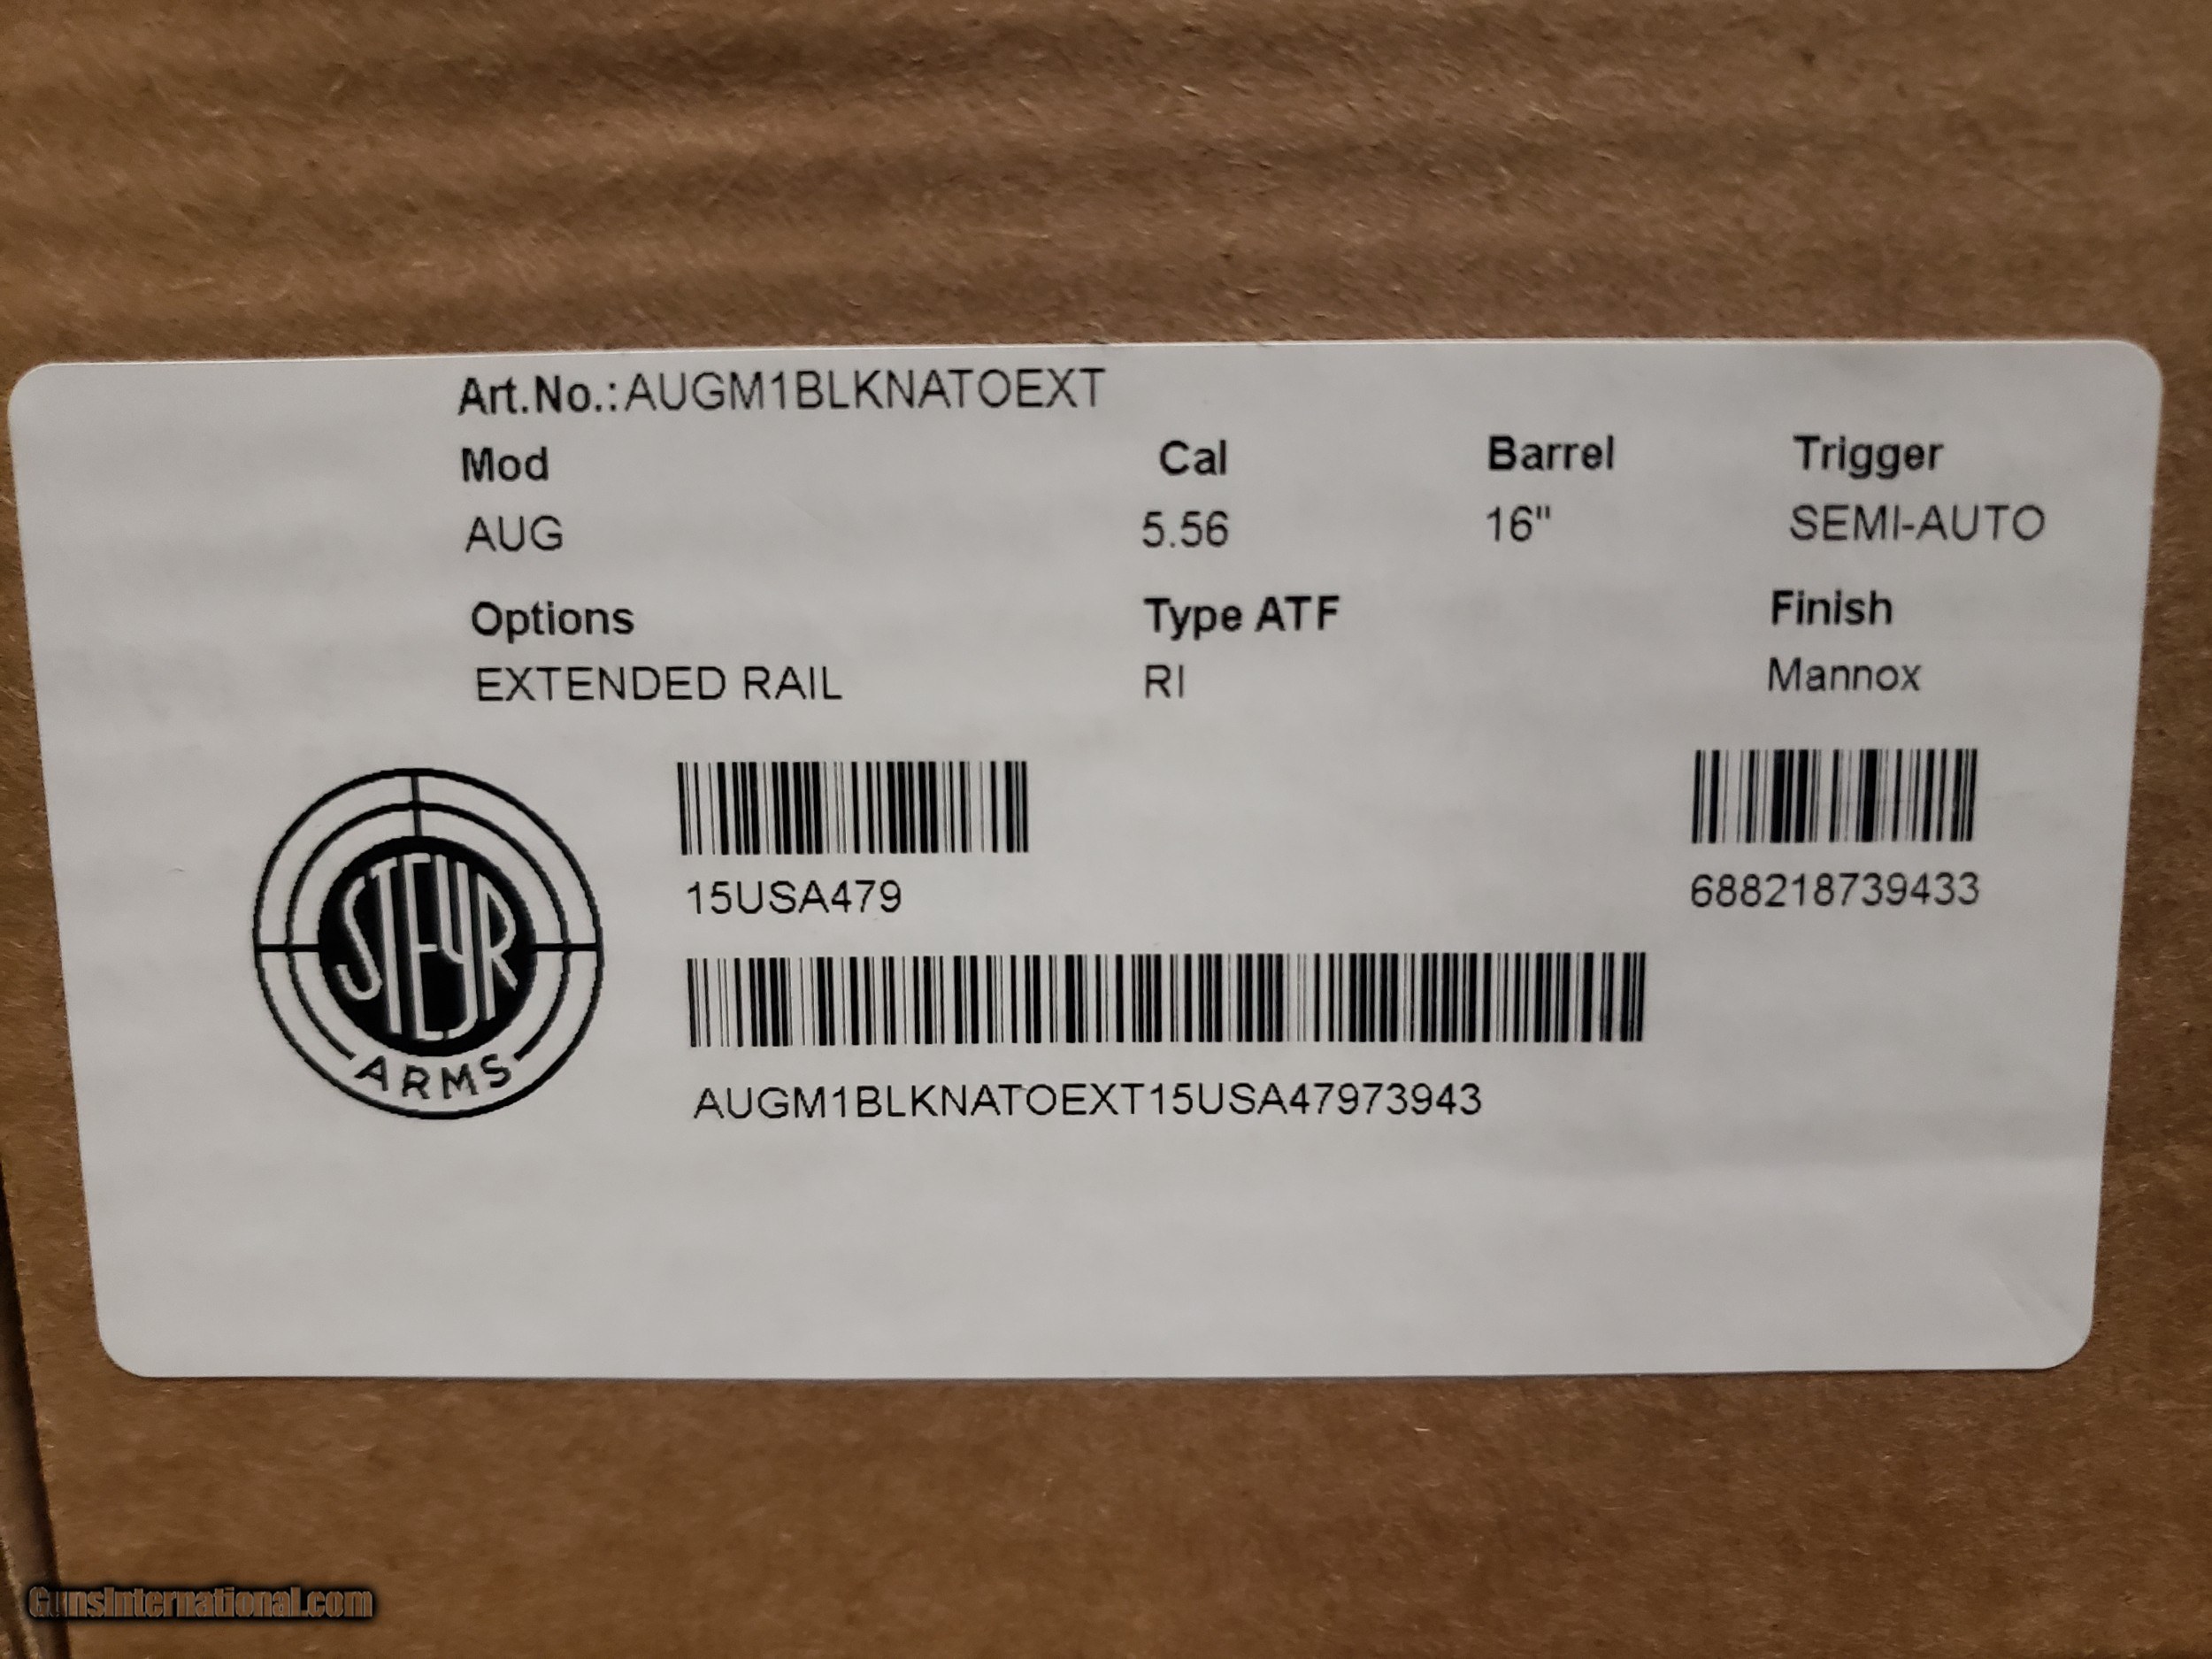 Art.No.:AUGM1BLKNATOEXT
Mod Cal Barrel Trigger
AUG 5.56 16" SEMI-AUTO
Options Type ATF Finish
EXTENDED RAIL RI Mannox
STEYR
ARMS
15USA479 688218739433
AUGM1BLKNATOEXT15USA47973943
GunsInternational.com